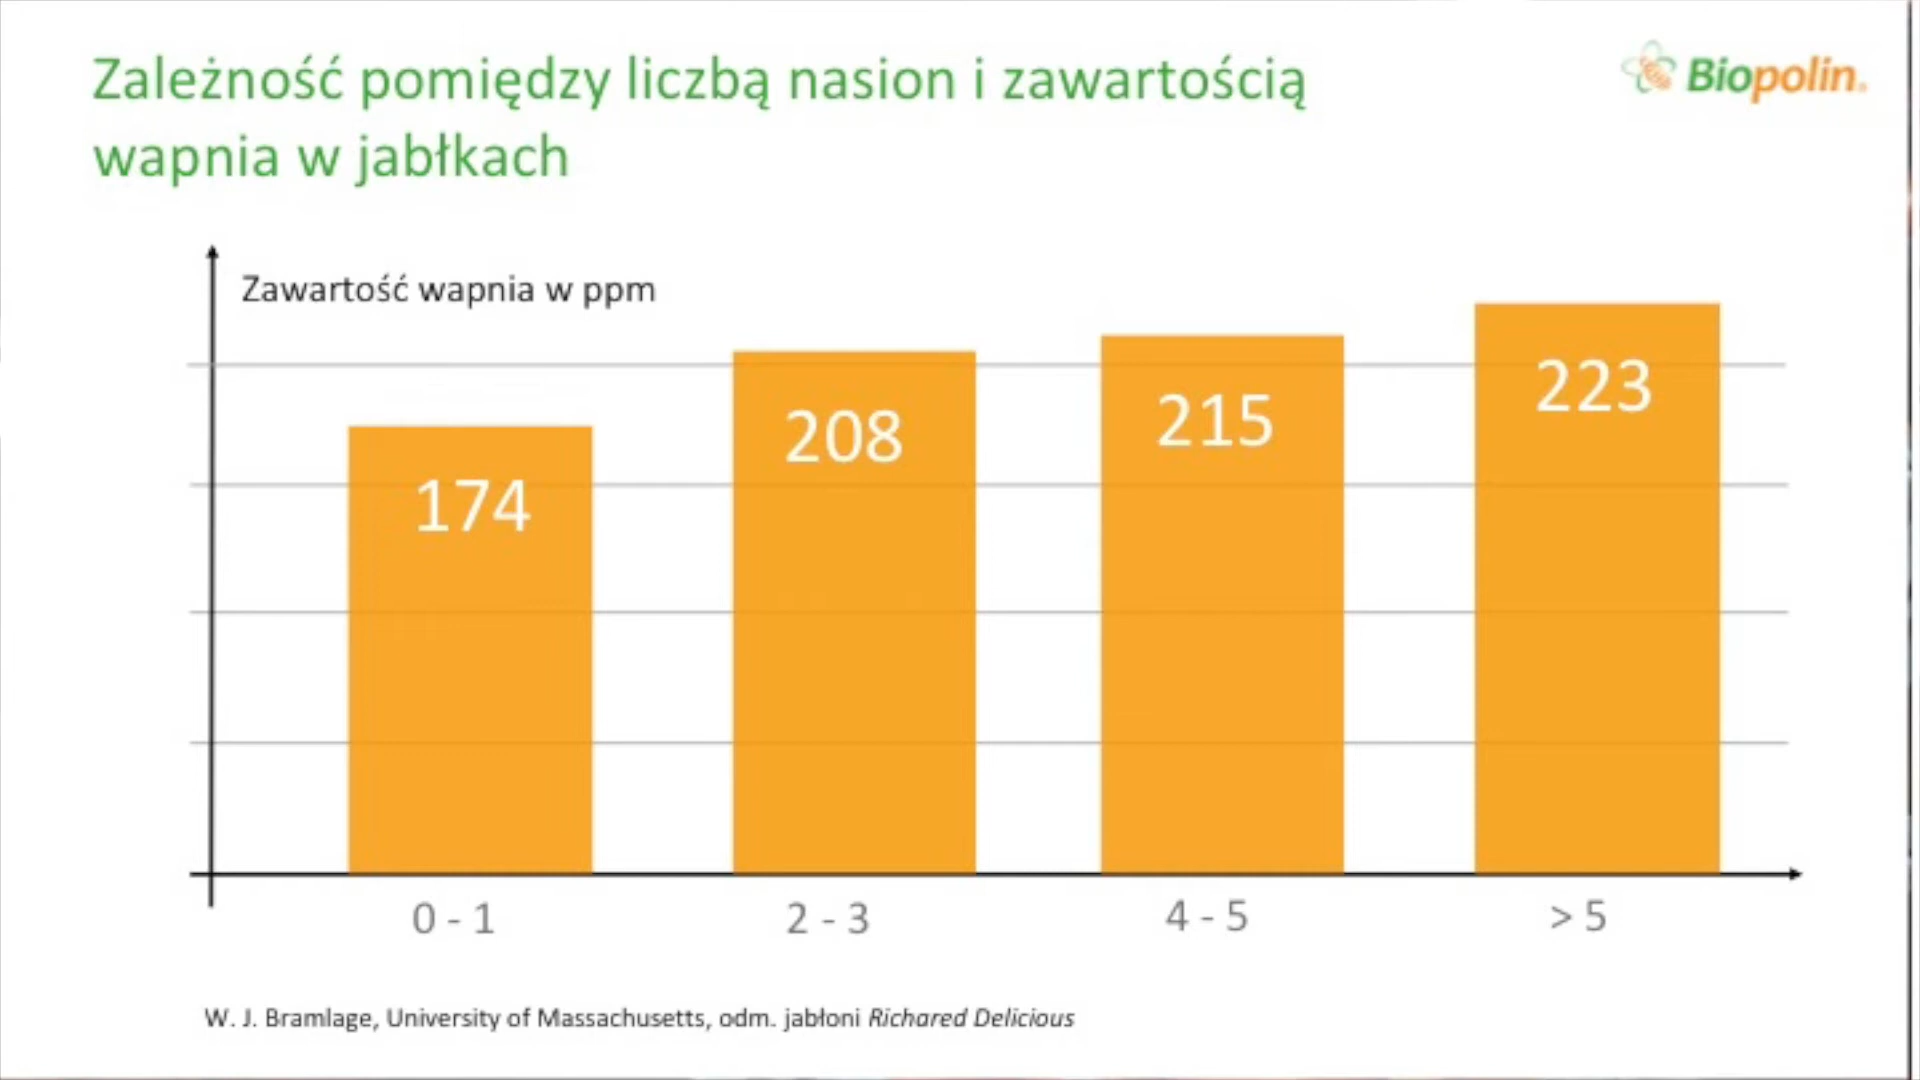 Zależność pomiędzy liczbą nasion i zawartością
wapnia w jabłkach
Biopolin®
Zawartość wapnia w ppm
174
208
215
223
0 - 1
2 - 3
4 - 5
> 5
W. J. Bramlage, University of Massachusetts, odm. jabłoni Richared Delicious